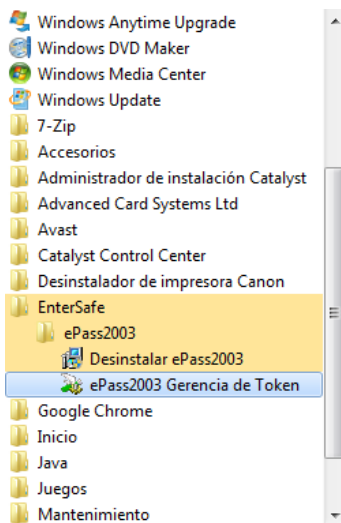 Windows Anytime Upgrade
Windows DVD Maker
Windows Media Center
Windows Update
7-Zip
Accesorios
Administrador de instalación Catalyst
Advanced Card Systems Ltd
Avast
Catalyst Control Center
Desinstalador de impresora Canon
EnterSafe
ePass2003
Desinstalar ePass2003
ePass2003 Gerencia de Token
Google Chrome
Inicio
Java
Juegos
Mantenimiento